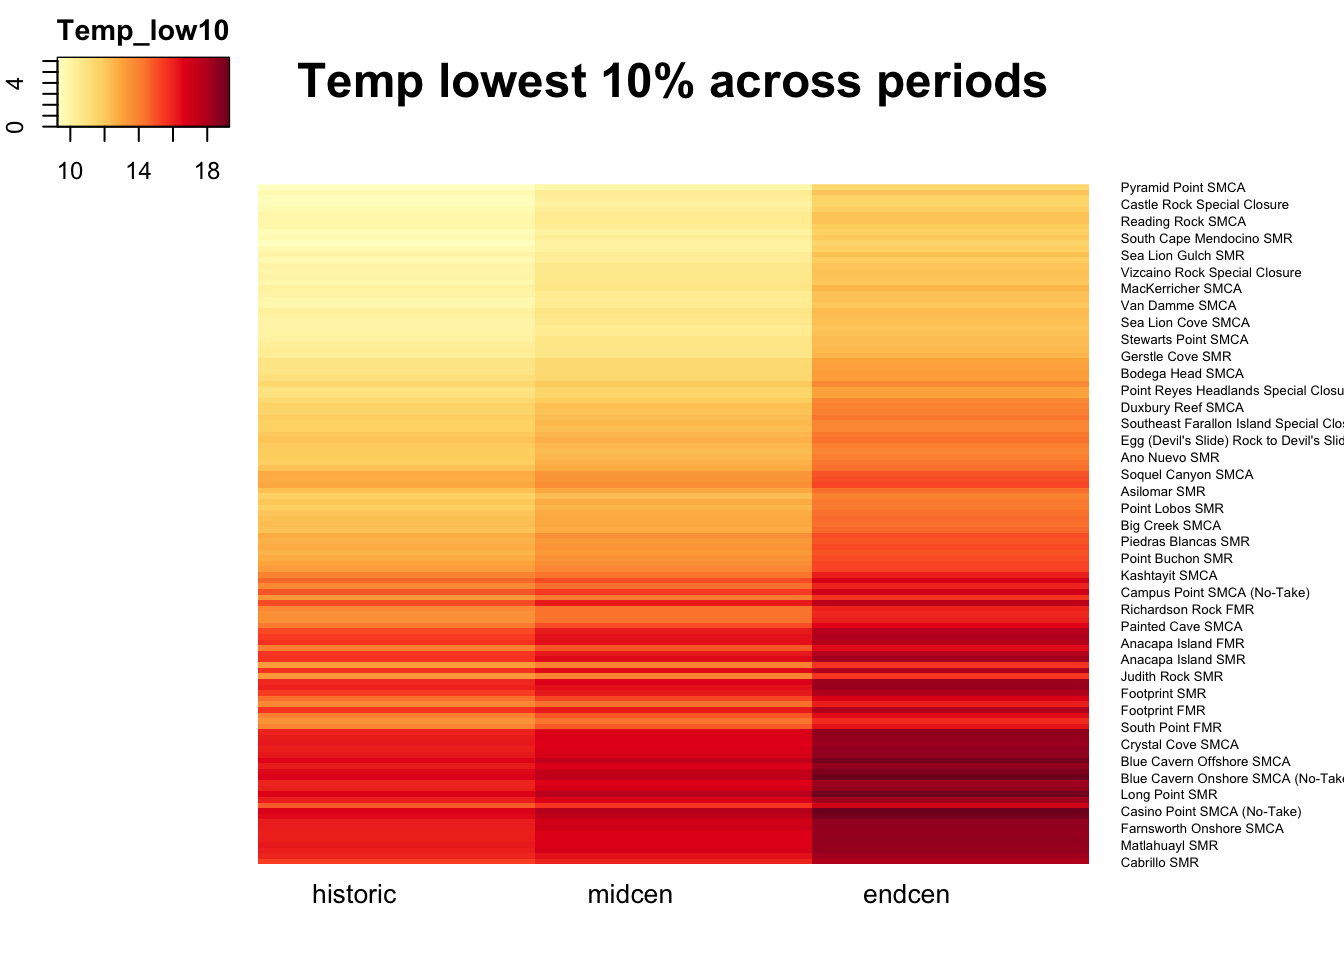 Temp_low10
Temp lowest 10% across periods
4
0
10 14 18
Pyramid Point SMCA
Castle Rock Special Closure
Reading Rock SMCA
South Cape Mendocino SMR
Sea Lion Gulch SMR
Vizcaino Rock Special Closure
MacKerricher SMCA
Van Damme SMCA
Sea Lion Cove SMCA
Stewarts Point SMCA
Gerstle Cove SMR
Bodega Head SMCA
Point Reyes Headlands Special Closu
Duxbury Reef SMCA
Southeast Farallon Island Special Clos
Egg (Devil's Slide) Rock to Devil's Slid
Ano Nuevo SMR
Soquel Canyon SMCA
Asilomar SMR
Point Lobos SMR
Big Creek SMCA
Piedras Blancas SMR
Point Buchon SMR
Kashtayit SMCA
Campus Point SMCA (No-Take)
Richardson Rock FMR
Painted Cave SMCA
Anacapa Island FMR
Anacapa Island SMR
Judith Rock SMR
Footprint SMR
Footprint FMR
South Point FMR
Crystal Cove SMCA
Blue Cavern Offshore SMCA
Blue Cavern Onshore SMCA (No-Take
Long Point SMR
Casino Point SMCA (No-Take)
Farnsworth Onshore SMCA
Matlahuayl SMR
Cabrillo SMR
historic midcen endcen